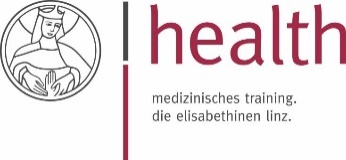 health
medizinisches training.
die elisabethinen linz.